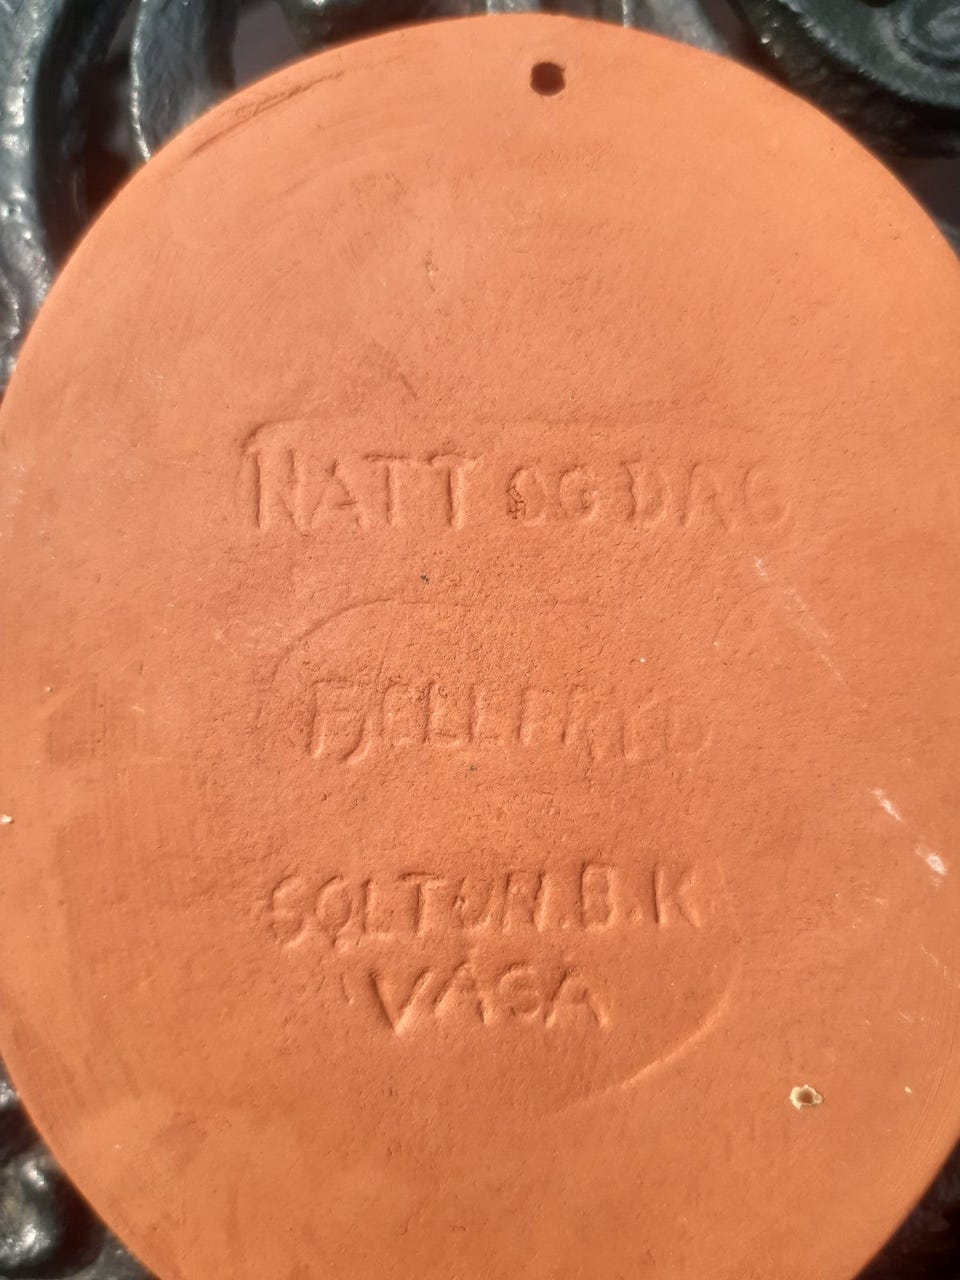 NATT OG DAG
SOLTUN.B.K
VASA